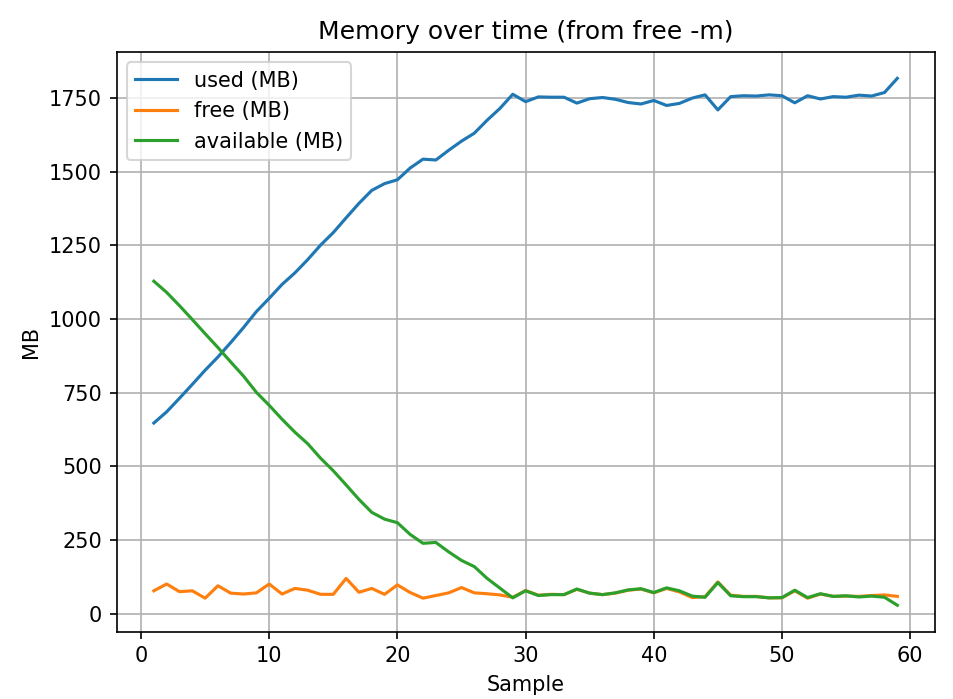 Memory over time (from free -m)
used (MB)
free (MB)
available (MB)
1750
1500
1250
1000
750
500
250
0
MB
0 10 20 30 40 50 60
Sample